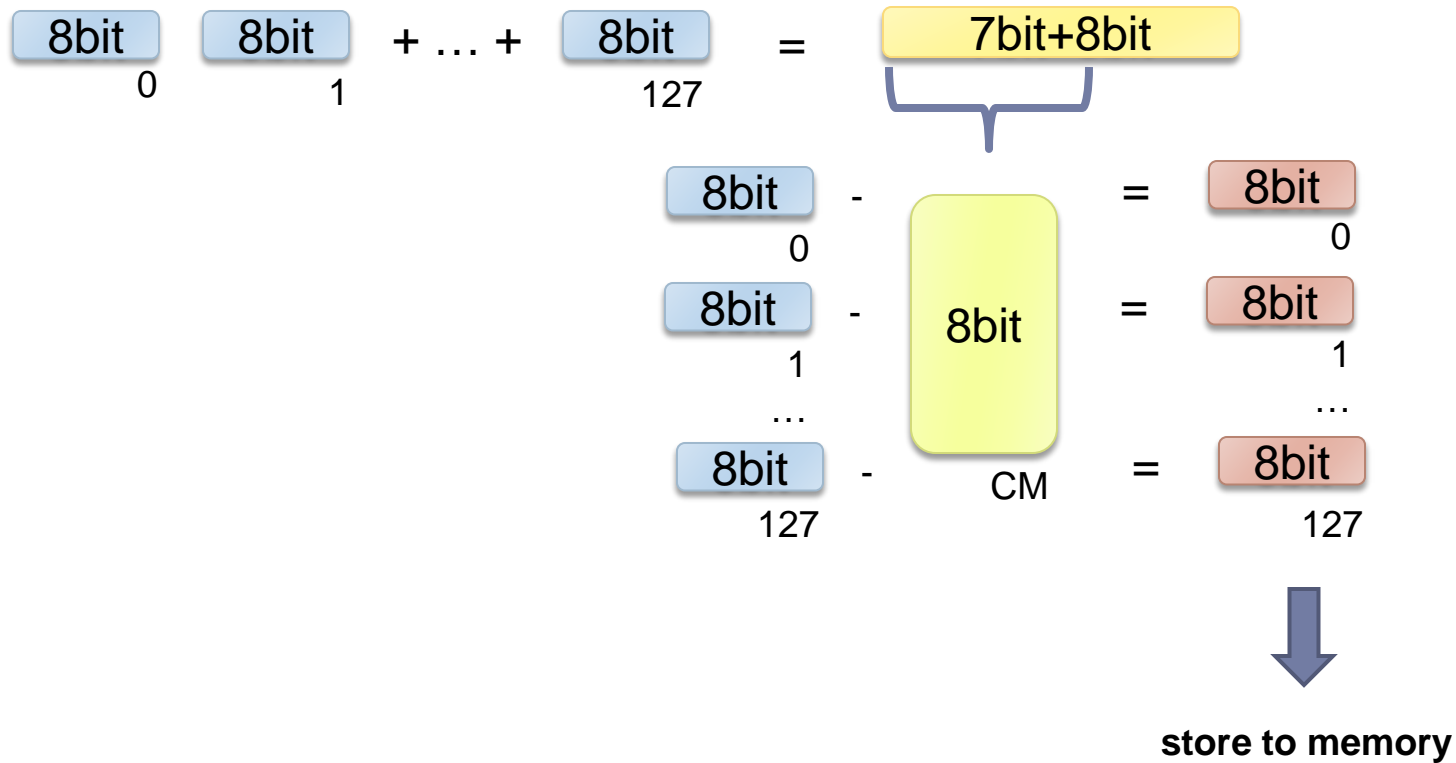 8bit 8bit + … + 8bit = 7bit+8bit
0 1 127
8bit - = 8bit
0 0
8bit - 8bit = 8bit
1 1
… …
8bit - CM = 8bit
127 127
store to memory